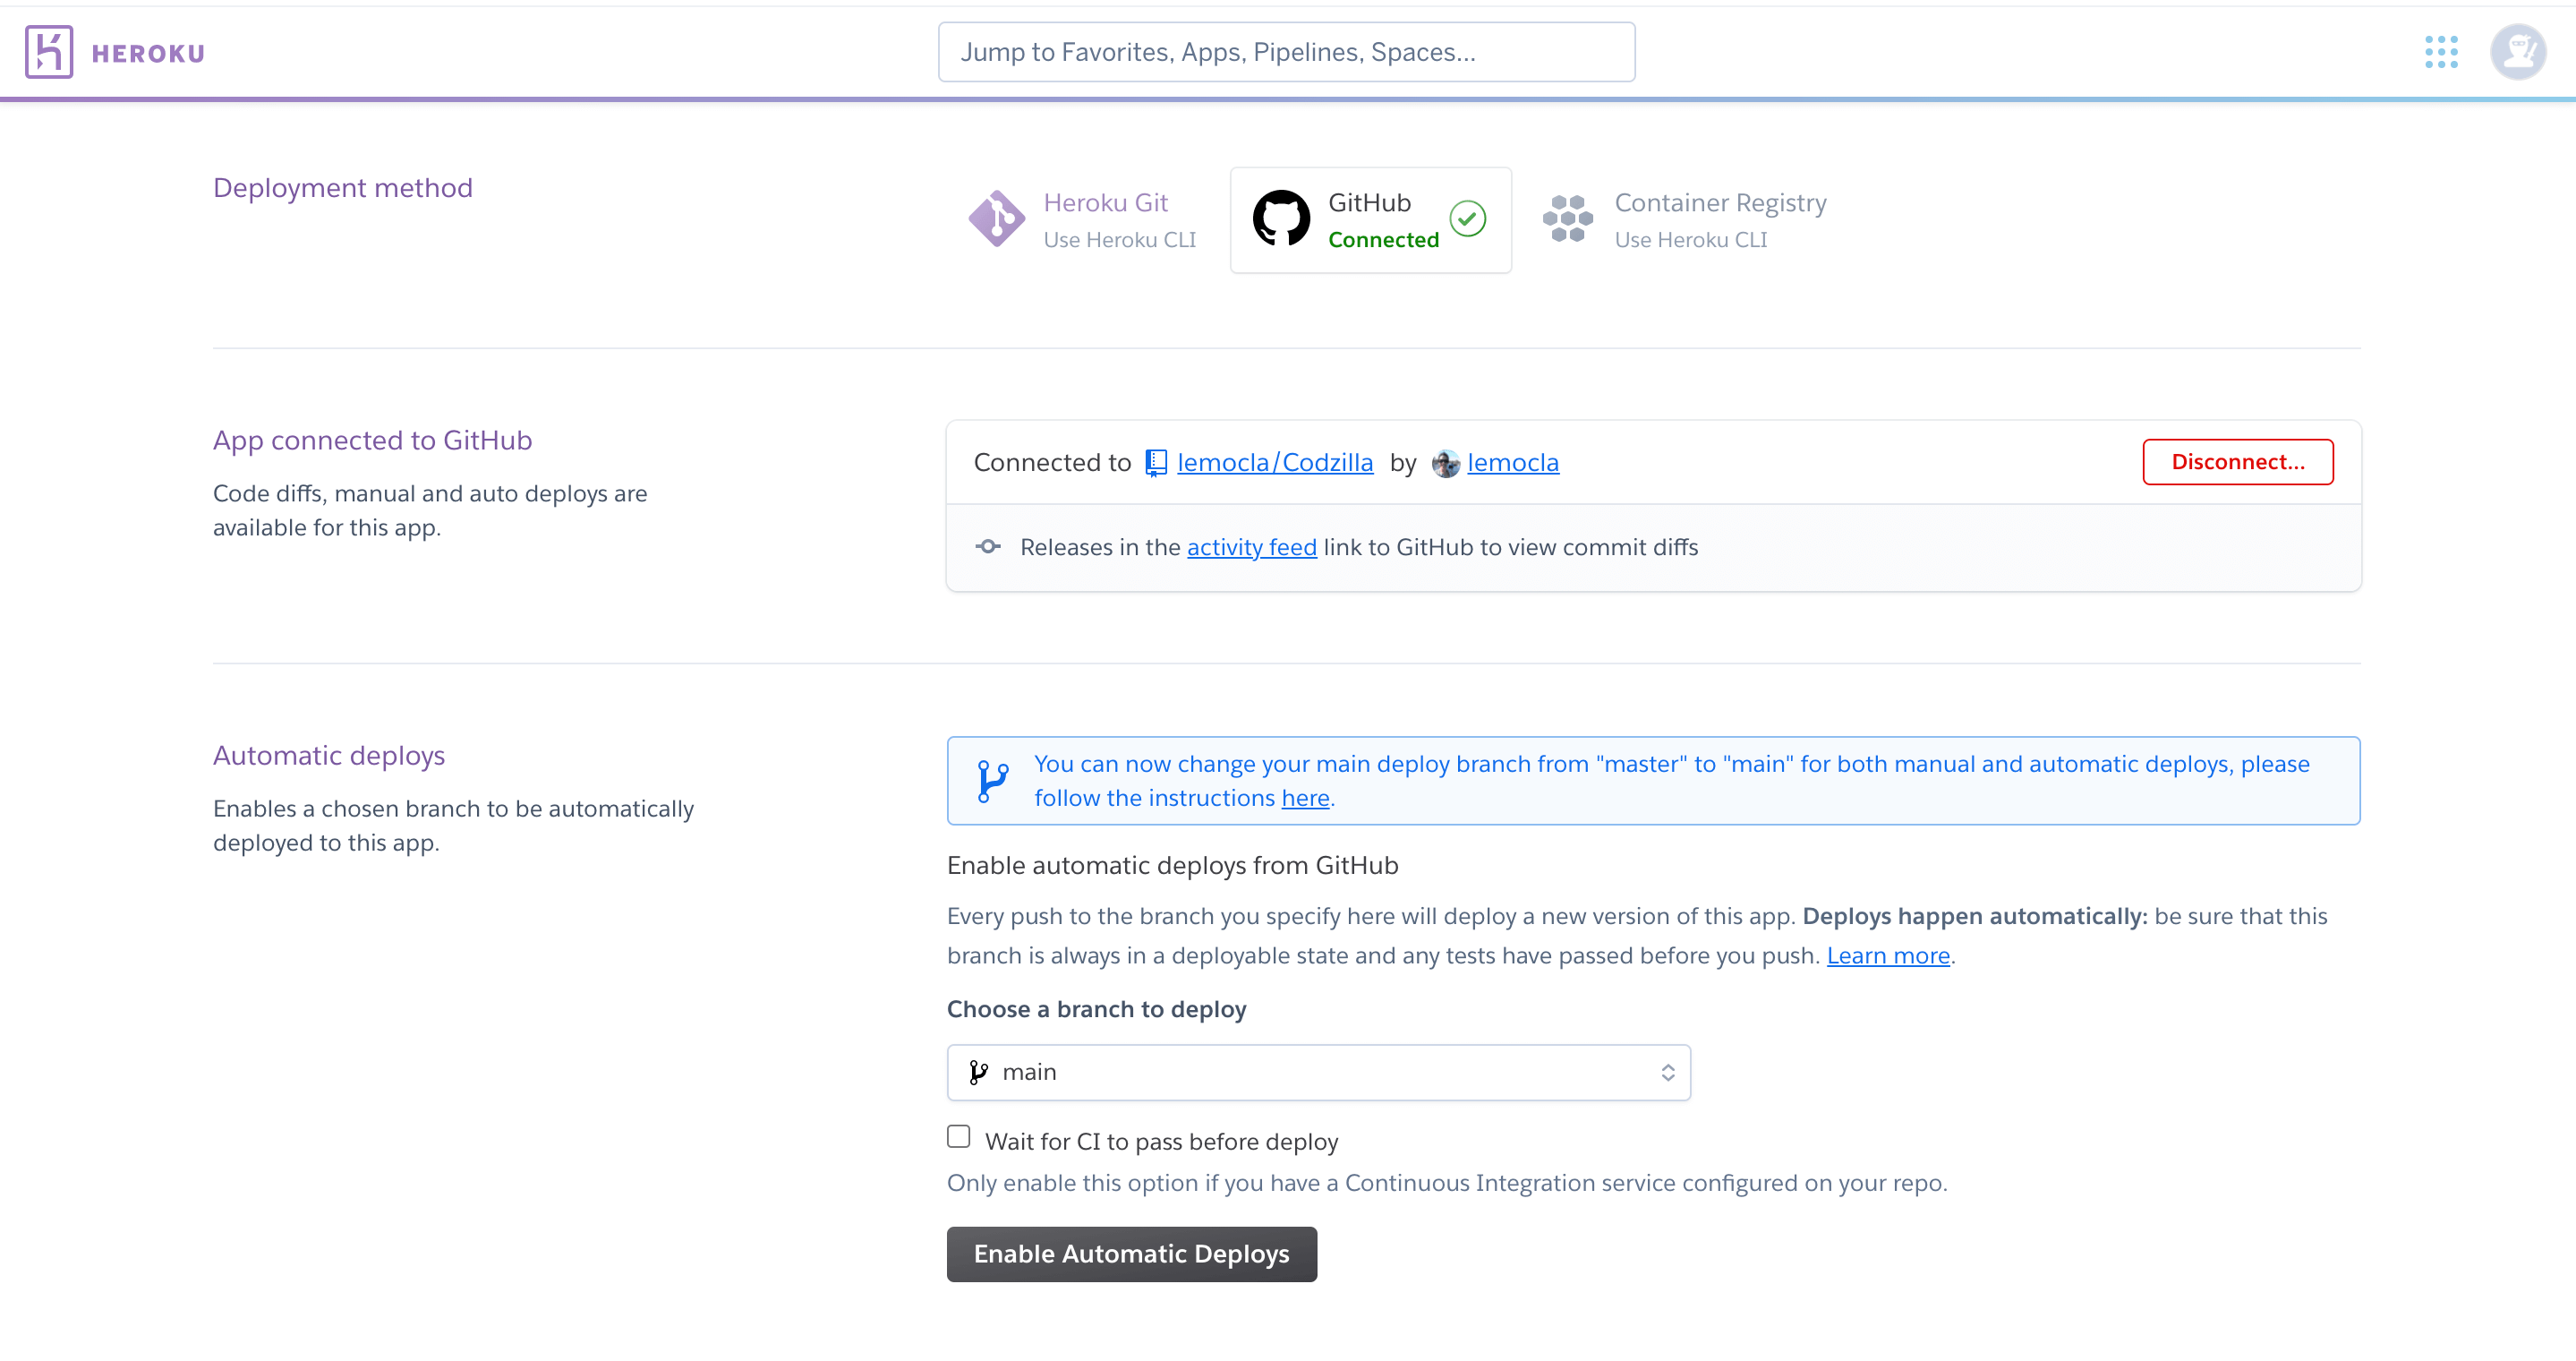 HEROKU
Jump to Favorites, Apps, Pipelines, Spaces...
Deployment method
Heroku Git
Use Heroku CLI
GitHub
Connected
Container Registry
Use Heroku CLI
App connected to GitHub
Code diffs, manual and auto deploys are
available for this app.
Connected to lemocla/Codzilla by lemocla
Disconnect...
Releases in the activity feed link to GitHub to view commit diffs
Automatic deploys
Enables a chosen branch to be automatically
deployed to this app.
You can now change your main deploy branch from "master" to "main" for both manual and automatic deploys, please
follow the instructions here.
Enable automatic deploys from GitHub
Every push to the branch you specify here will deploy a new version of this app. Deploys happen automatically: be sure that this
branch is always in a deployable state and any tests have passed before you push. Learn more.
Choose a branch to deploy
main
Wait for CI to pass before deploy
Only enable this option if you have a Continuous Integration service configured on your repo.
Enable Automatic Deploys